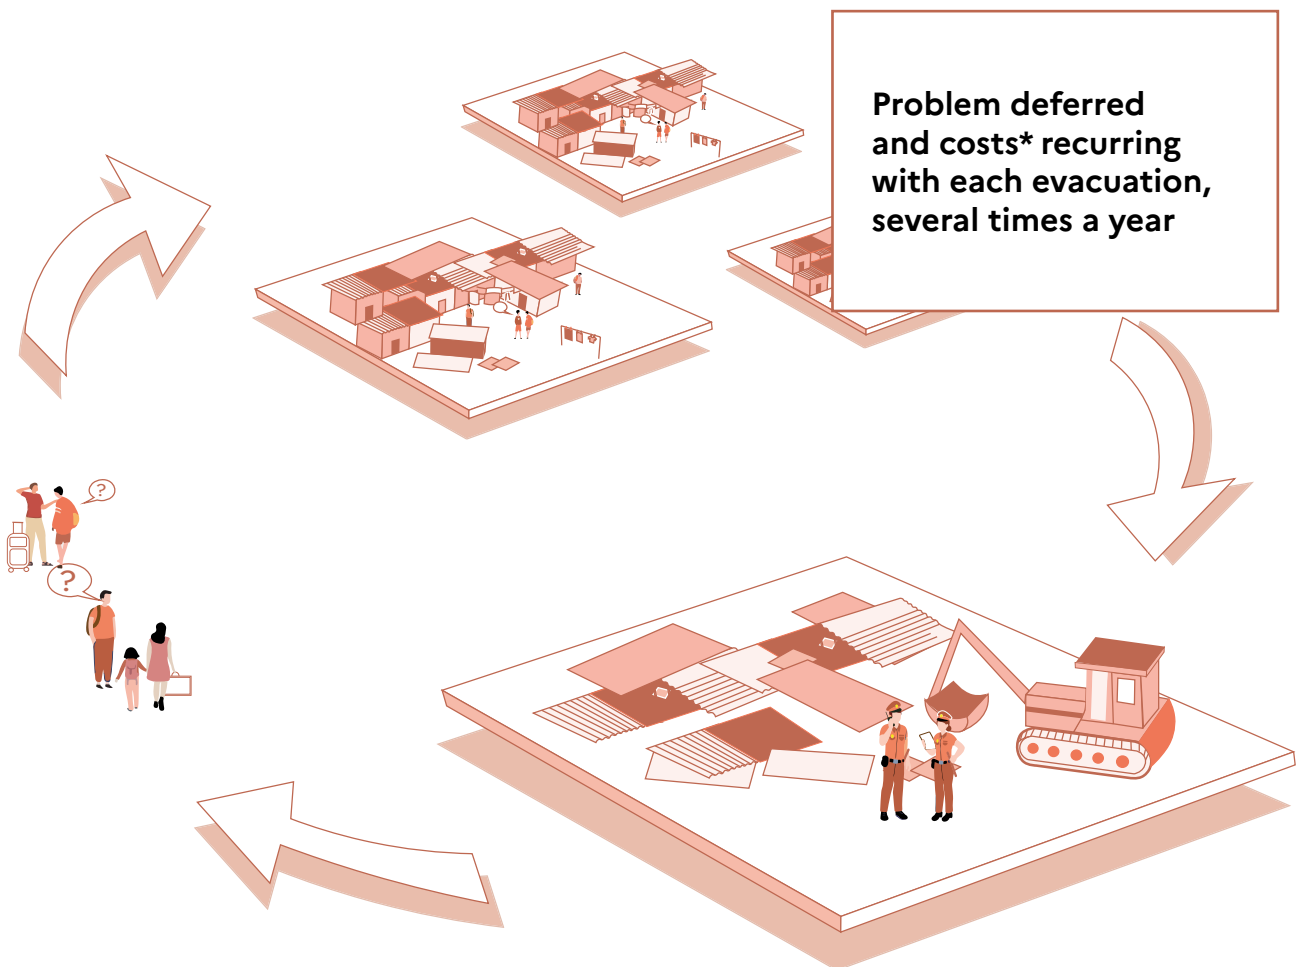 Problem deferred
and costs* recurring
with each evacuation,
several times a year
?
?